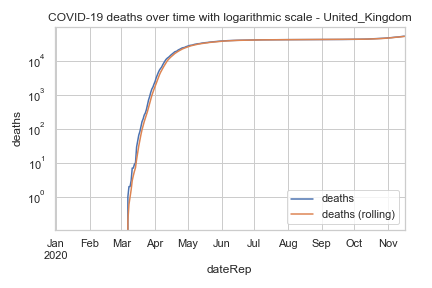 COVID-19 deaths over time with logarithmic scale - United_Kingdom
deaths
10^4
10^3
10^2
10^1
10^0
deaths
deaths (rolling)
Jan Feb Mar Apr May Jun Jul Aug Sep Oct Nov
2020
dateRep